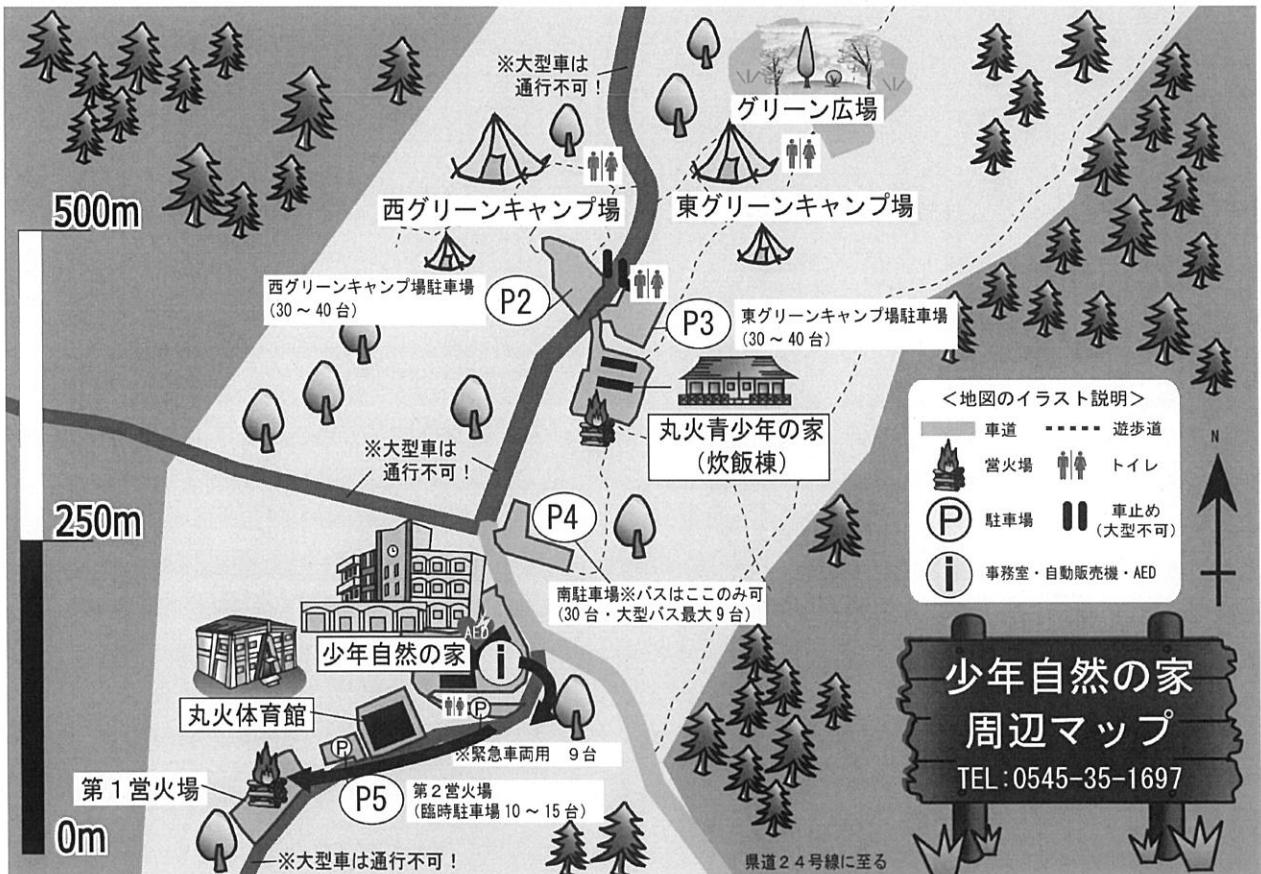 ※大型車は
通行不可！
グリーン広場
西グリーンキャンプ場
東グリーンキャンプ場
500m
西グリーンキャンプ場駐車場
(30～40台)
P2
P3
東グリーンキャンプ場駐車場
(30～40台)
丸火青少年の家
(炊飯棟)
＜地図のイラスト説明＞
車道
遊歩道
営火場
トイレ
P
駐車場
車止め
(大型不可)
i
事務室・自動販売機・AED
N
※大型車は
通行不可！
250m
P4
南駐車場※バスはここのみ可
(30台・大型バス最大9台)
AED
少年自然の家
i
丸火体育館
P
P
※緊急車両用 9台
第1営火場
P5
第2営火場
(臨時駐車場10～15台)
0m
※大型車は通行不可！
県道24号線に至る
少年自然の家
周辺マップ
TEL:0545-35-1697